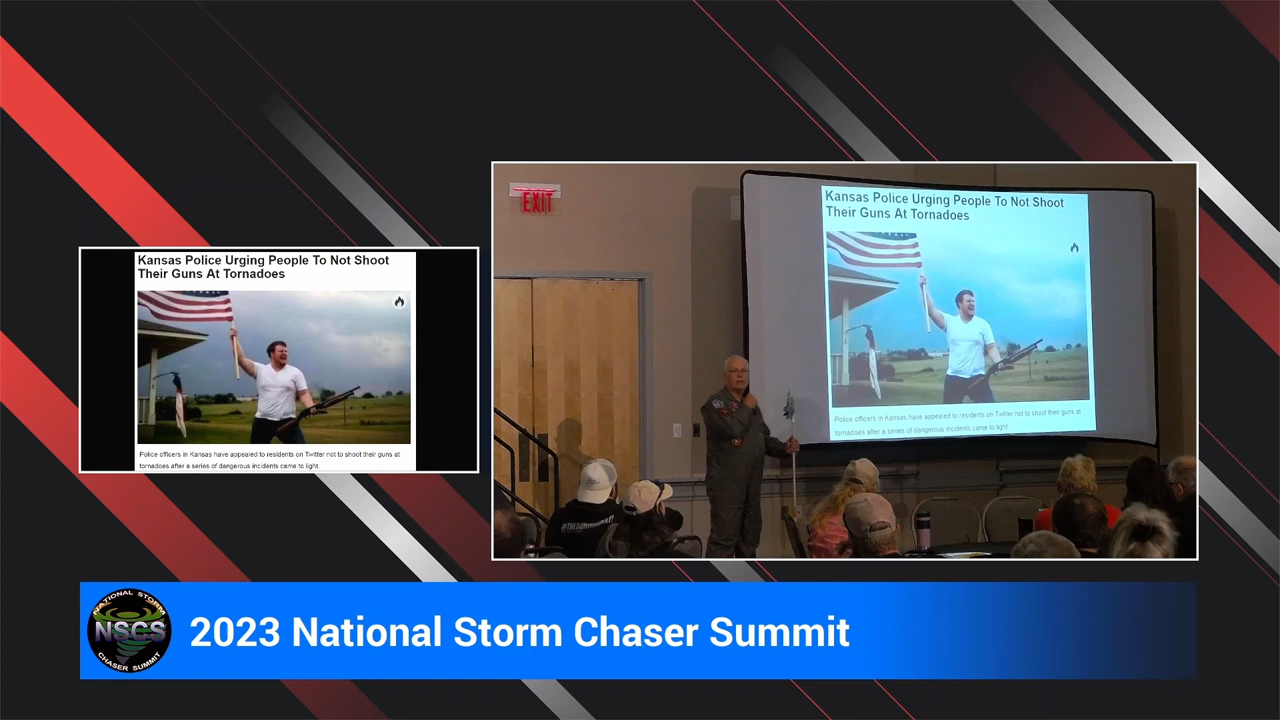 Kansas Police Urging People To Not Shoot
Their Guns At Tornadoes
Police officers in Kansas have appealed to residents on Twitter not to shoot their guns at
tornadoes after a series of dangerous incidents came to light.
EXIT
Kansas Police Urging People To Not Shoot
Their Guns At Tornadoes
Police officers in Kansas have appealed to residents on Twitter not to shoot their guns at
tornadoes after a series of dangerous incidents came to light.
NATIONAL STORM
NSCS
CHASER SUMMIT
2023 National Storm Chaser Summit